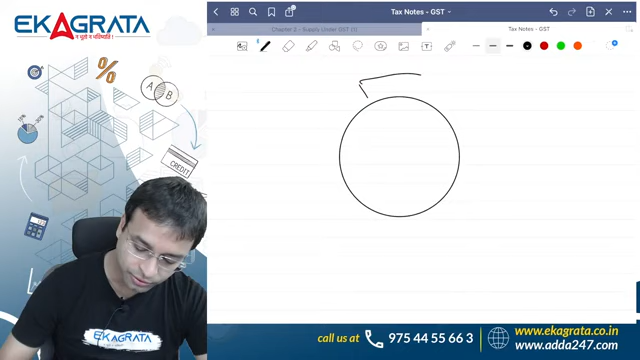 EKAGRATA
Tax Notes - GST
Chapter 2 - Supply Under GST (1)
Tax Notes - GST
%
A
B
CREDIT
EKAGRATA
call us at 975 44 55 66 3
www.ekagrata.co.in
www.adda247.com